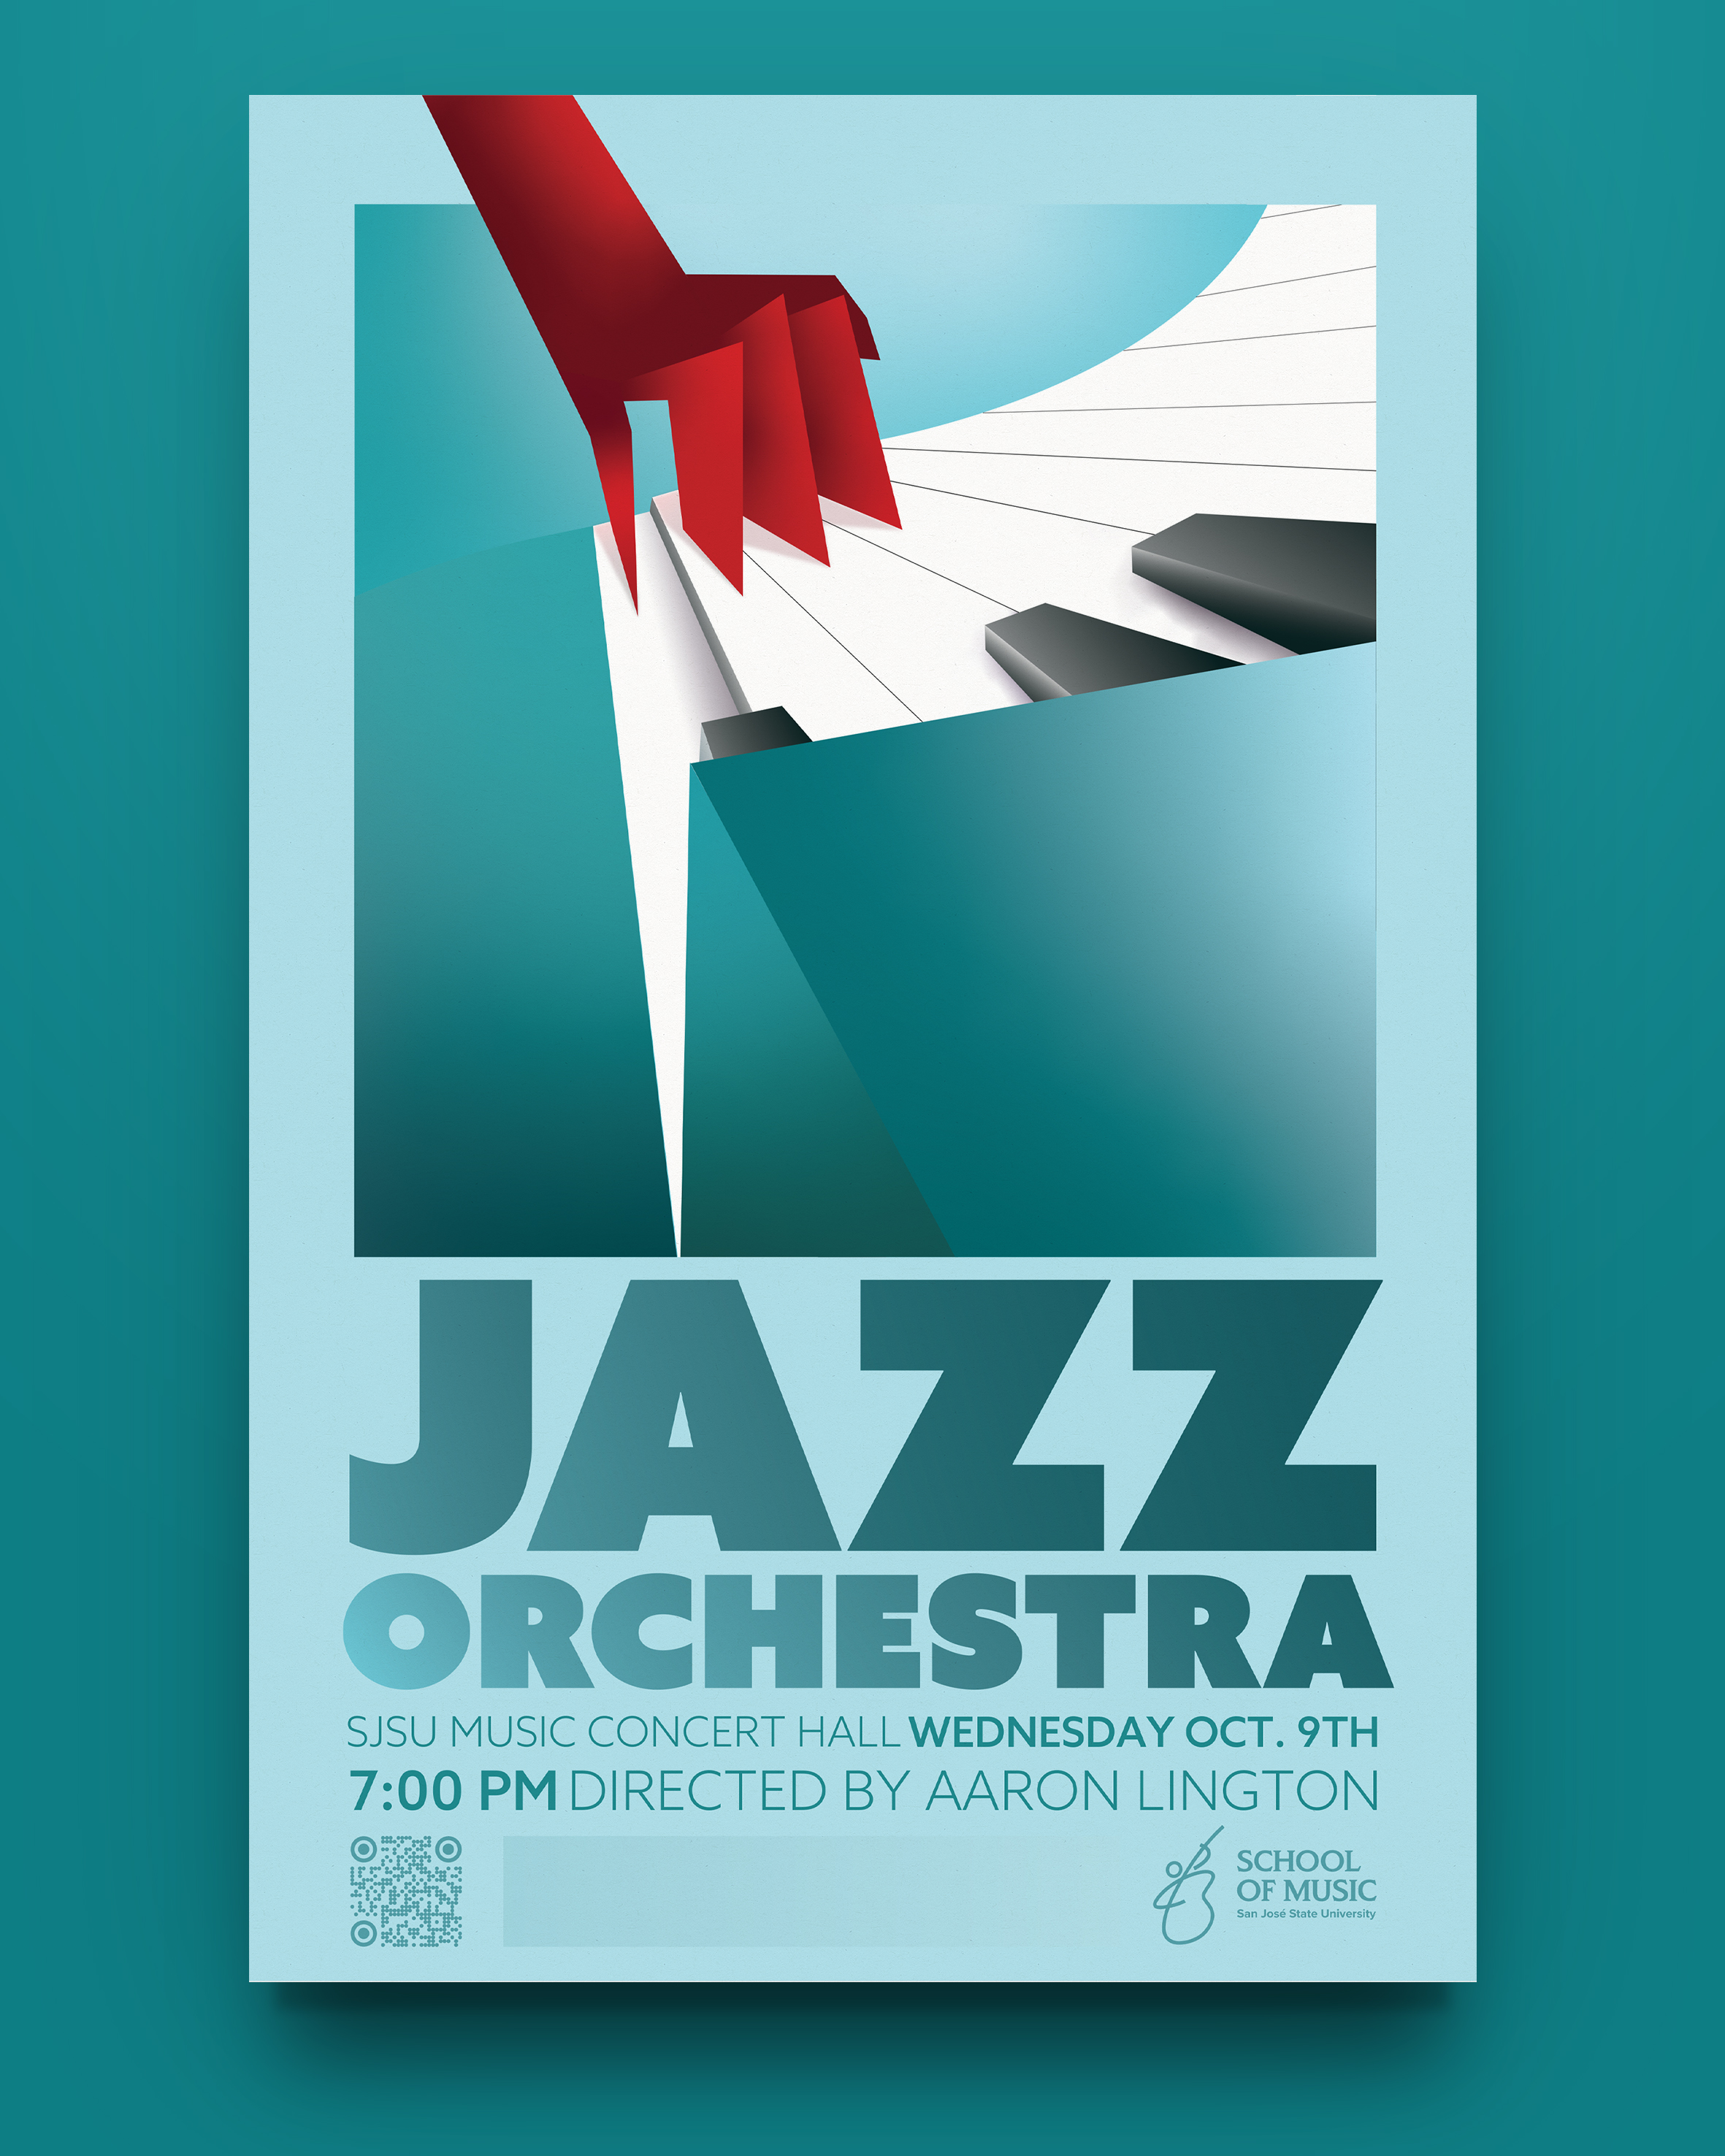 JAZZ
ORCHESTRA
SJSU MUSIC CONCERT HALL WEDNESDAY OCT. 9TH
7:00 PM DIRECTED BY AARON LINGTON
SCHOOL
OF MUSIC
San José State University